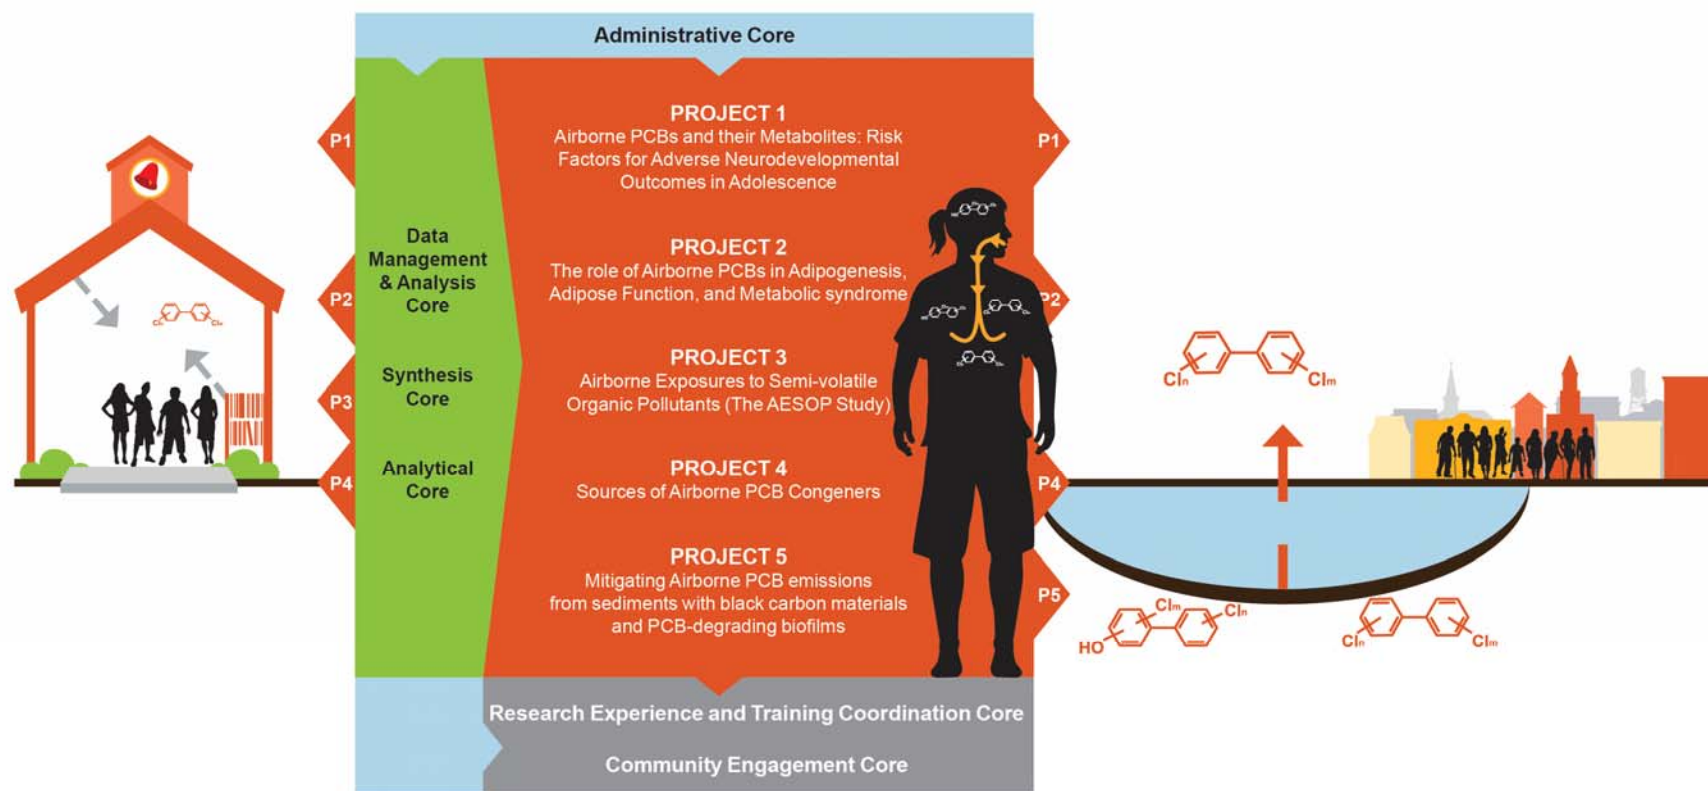 Administrative Core
P1
P2
P3
P4
Data
Management
& Analysis
Core
Synthesis
Core
Analytical
Core
PROJECT 1
Airborne PCBs and their Metabolites: Risk
Factors for Adverse Neurodevelopmental
Outcomes in Adolescence
PROJECT 2
The role of Airborne PCBs in Adipogenesis,
Adipose Function, and Metabolic syndrome
PROJECT 3
Airborne Exposures to Semi-volatile
Organic Pollutants (The AESOP Study)
PROJECT 4
Sources of Airborne PCB Congeners
PROJECT 5
Mitigating Airborne PCB emissions
from sediments with black carbon materials
and PCB-degrading biofilms
P1
P2
P4
P5
Cln
Clm
Clm
Cln
HO
Cln
Clm
Research Experience and Training Coordination Core
Community Engagement Core